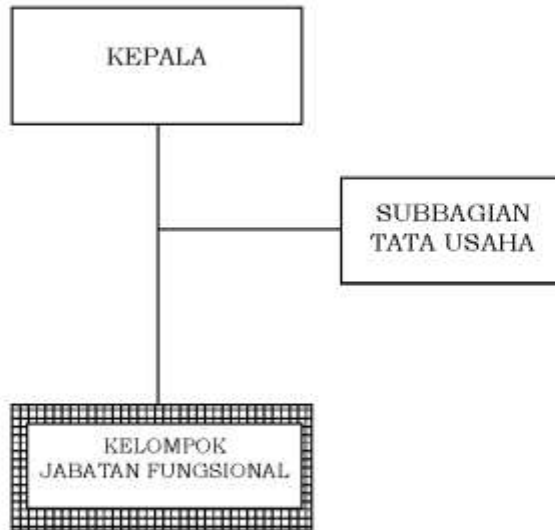 KEPALA
SUBBAGIAN
TATA USAHA
KELOMPOK
JABATAN FUNGSIONAL